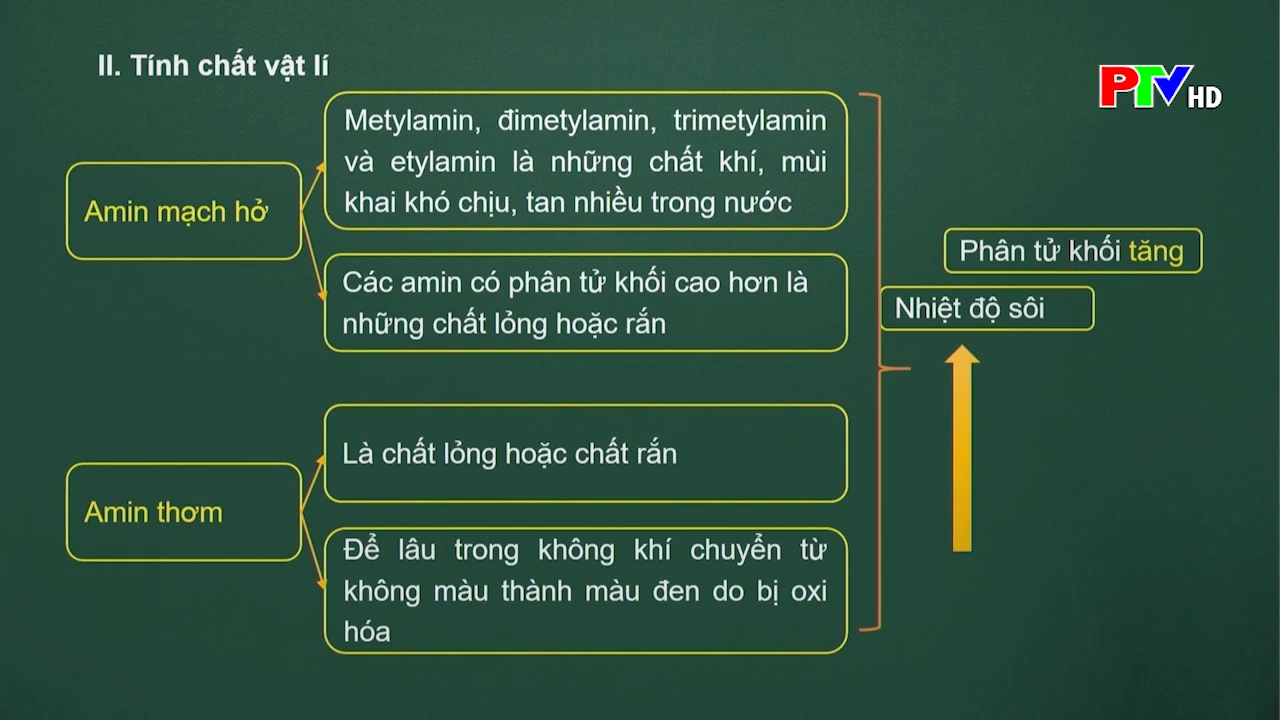 II. Tính chất vật lí
PTV HD
Amin mạch hở
Metylamin, đimetylamin, trimetylamin
và etylamin là những chất khí, mùi
khai khó chịu, tan nhiều trong nước
Các amin có phân tử khối cao hơn là
những chất lỏng hoặc rắn
Phân tử khối tăng
Nhiệt độ sôi
Amin thơm
Là chất lỏng hoặc chất rắn
Để lâu trong không khí chuyển từ
không màu thành màu đen do bị oxi
hóa